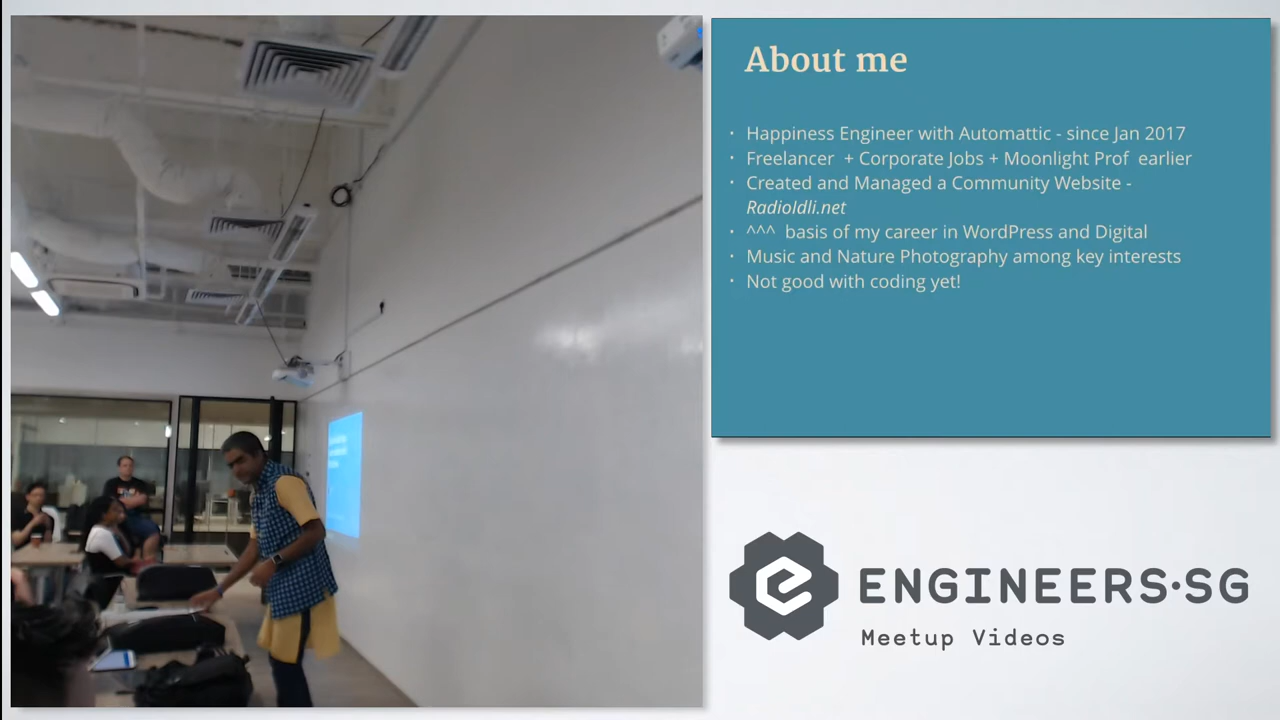 About me
· Happiness Engineer with Automattic - since Jan 2017
· Freelancer + Corporate Jobs + Moonlight Prof earlier
· Created and Managed a Community Website -
RadioIdli.net
· ^^^ basis of my career in WordPress and Digital
· Music and Nature Photography among key interests
· Not good with coding yet!
e ENGINEERS·SG
Meetup Videos